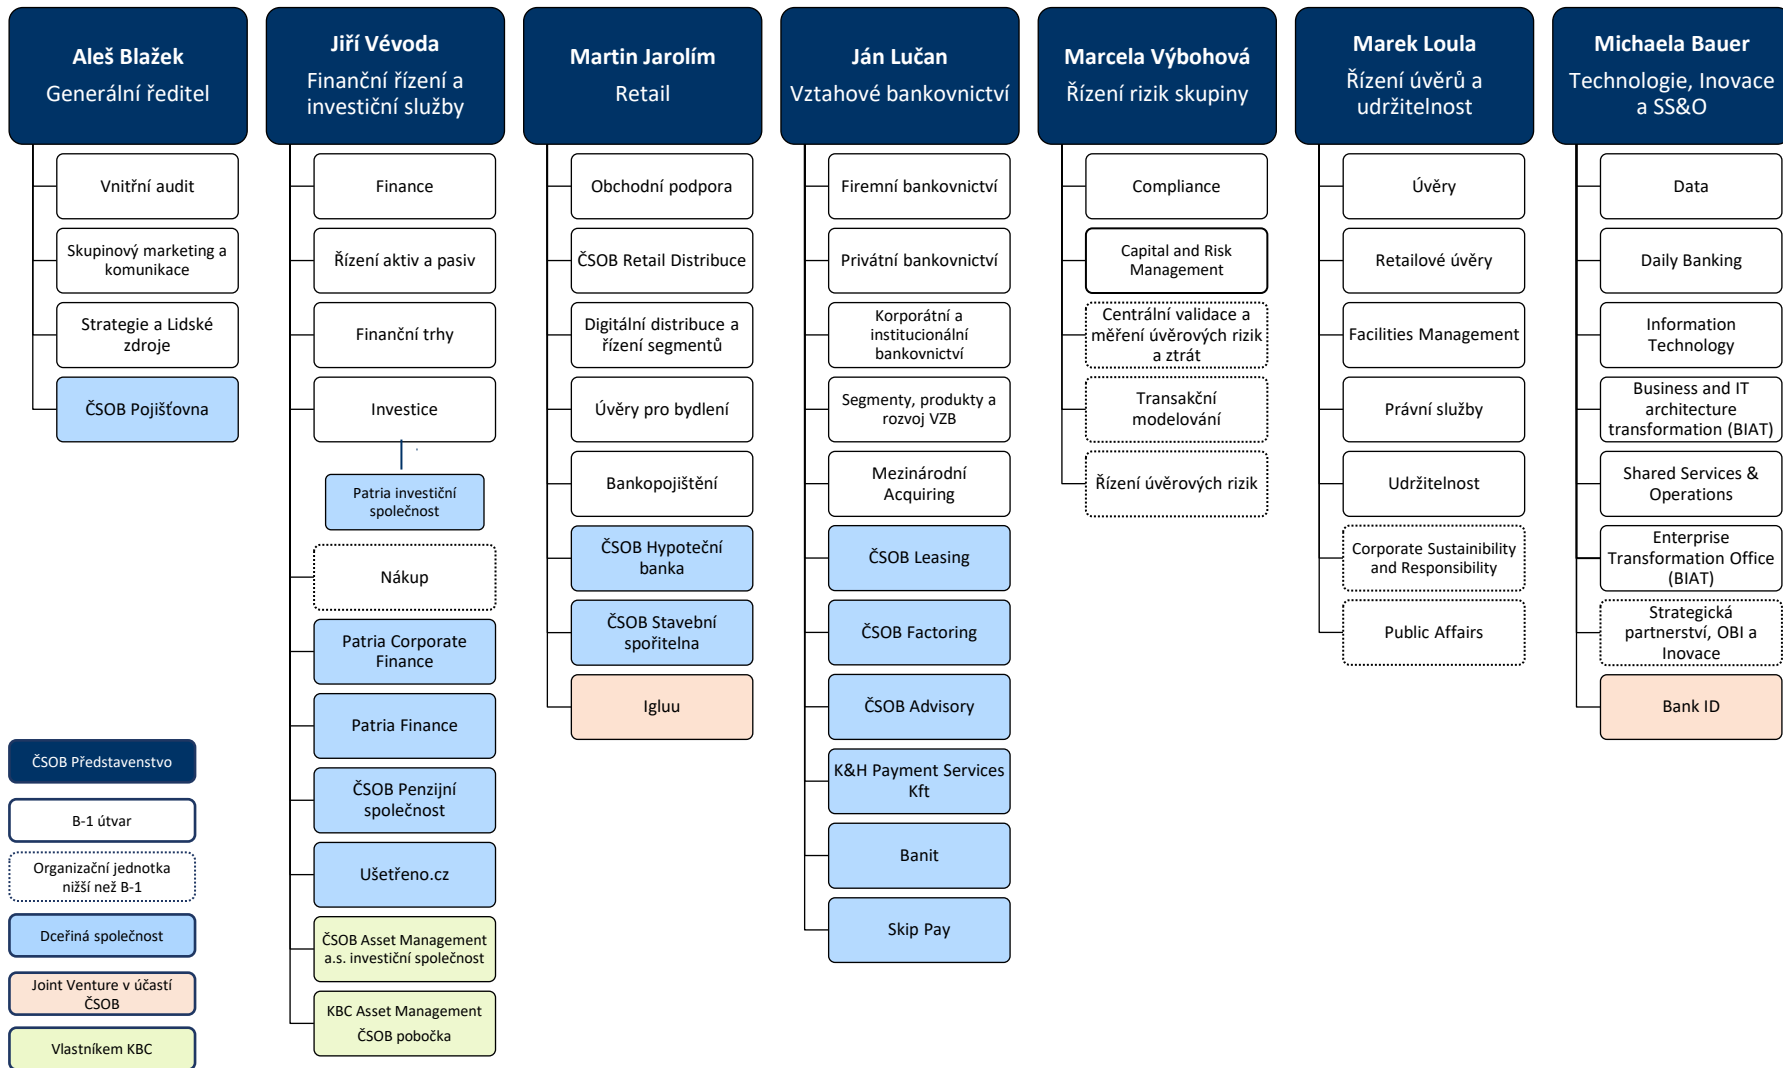 Aleš Blažek
Generální ředitel
Vnitřní audit
Skupinový marketing a
komunikace
Strategie a Lidské
zdroje
ČSOB Pojišťovna
Jiří Vévoda
Finanční řízení a
investiční služby
Finance
Řízení aktiv a pasiv
Finanční trhy
Investice
Patria investiční
společnost
Nákup
Patria Corporate
Finance
Patria Finance
ČSOB Penzijní
společnost
Ušetřeno.cz
ČSOB Asset Management
a.s. investiční společnost
KBC Asset Management
ČSOB pobočka
Martin Jarolím
Retail
Obchodní podpora
ČSOB Retail Distribuce
Digitální distribuce a
řízení segmentů
Úvěry pro bydlení
Bankopojištění
ČSOB Hypoteční
banka
ČSOB Stavební
spořitelna
Igluu
Ján Lučan
Vztahové bankovnictví
Firemní bankovnictví
Privátní bankovnictví
Korporátní a
institucionální
bankovnictví
Segmenty, produkty a
rozvoj VZB
Mezinárodní
Acquiring
ČSOB Leasing
ČSOB Factoring
ČSOB Advisory
K&H Payment Services
Kft
Banit
Skip Pay
Marcela Výbohová
Řízení rizik skupiny
Compliance
Capital and Risk
Management
Centrální validace a
měření úvěrových rizik
a ztrát
Transakční
modelování
Řízení úvěrových rizik
Marek Loula
Řízení úvěrů a
udržitelnost
Úvěry
Retailové úvěry
Facilities Management
Právní služby
Udržitelnost
Corporate Sustainibility
and Responsibility
Public Affairs
Michaela Bauer
Technologie, Inovace
a SS&O
Data
Daily Banking
Information
Technology
Business and IT
architecture
transformation (BIAT)
Shared Services &
Operations
Enterprise
Transformation Office
(BIAT)
Strategická
partnerství, OBI a
Inovace
Bank ID
ČSOB Představenstvo
B-1 útvar
Organizační jednotka
nižší než B-1
Dceřiná společnost
Joint Venture v účastí
ČSOB
Vlastníkem KBC